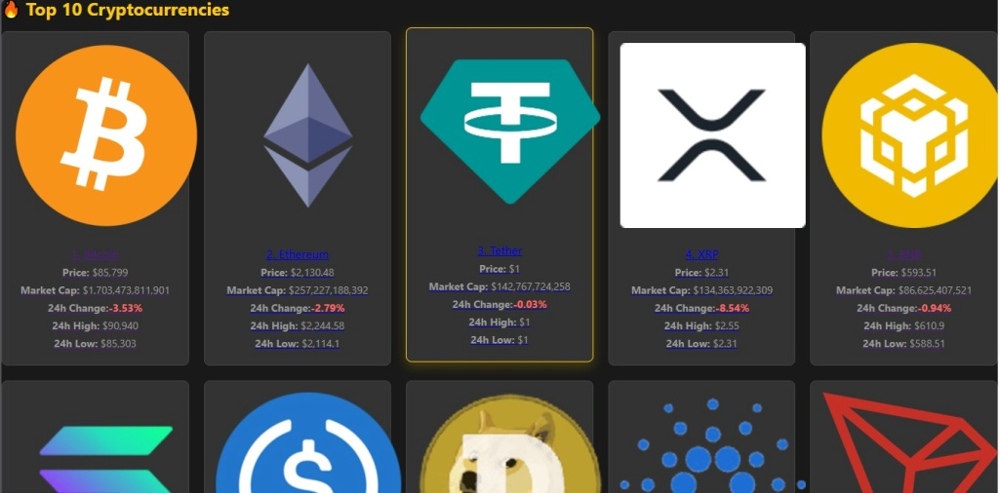 🔥 Top 10 Cryptocurrencies
1. Bitcoin
Price: $85,799
Market Cap: $1,703,473,811,901
24h Change:-3.53%
24h High: $90,940
24h Low: $85,303
2. Ethereum
Price: $2,130.48
Market Cap: $257,227,188,392
24h Change:-2.79%
24h High: $2,244.58
24h Low: $2,114.1
3. Tether
Price: $1
Market Cap: $142,767,724,258
24h Change:-0.03%
24h High: $1
24h Low: $1
4. XRP
Price: $2.31
Market Cap: $134,363,922,309
24h Change:-8.54%
24h High: $2.55
24h Low: $2.31
5. BNB
Price: $593.51
Market Cap: $86,625,407,521
24h Change:-0.94%
24h High: $610.9
24h Low: $588.51